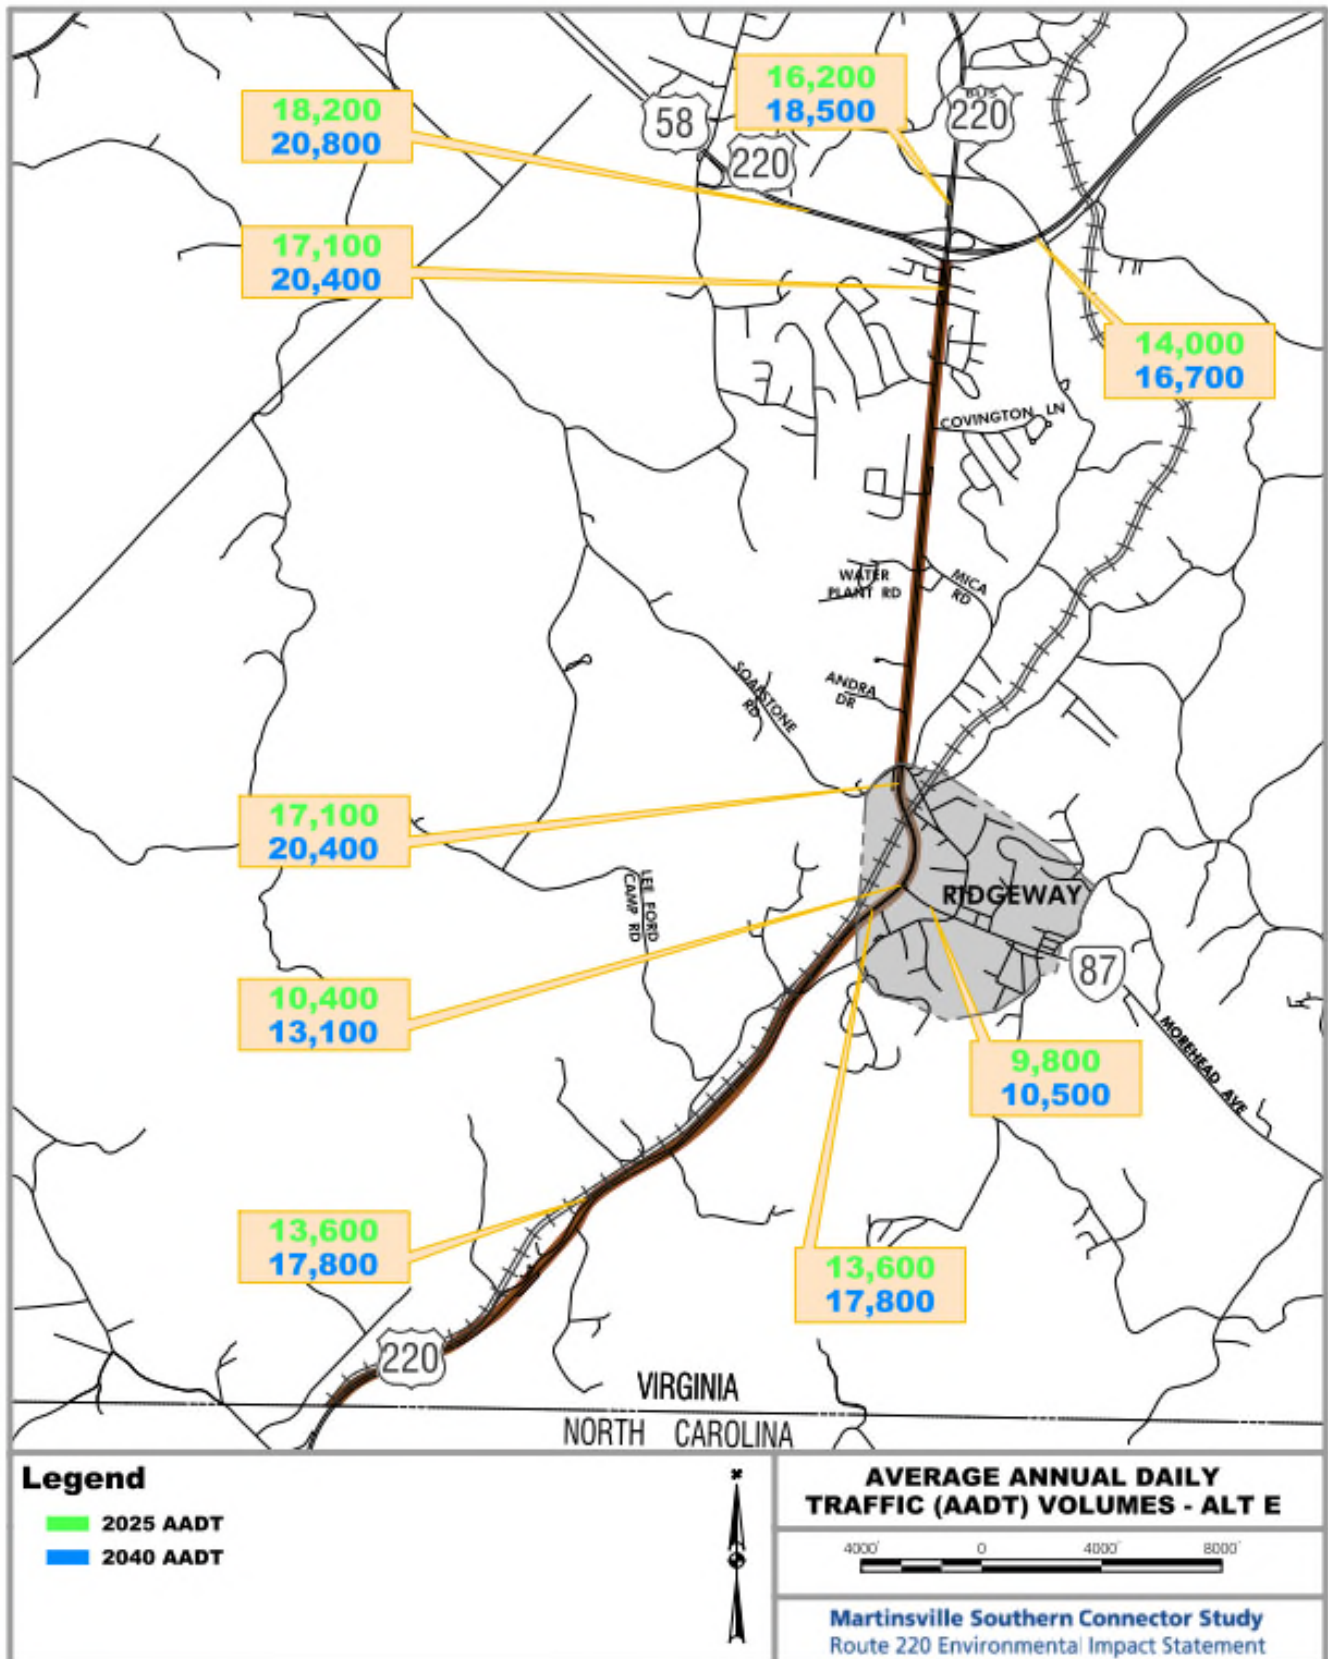 18,200
20,800
58
220
16,200
18,500
BUS
220
17,100
20,400
14,000
16,700
COVINGTON LN
WATER
PLANT RD
MICA
RD
SOAPSTONE
RD
ANDRA
DR
17,100
20,400
LEE FORD
CAMP RD
RIDGEWAY
87
10,400
13,100
9,800
10,500
MOREHEAD AVE
13,600
17,800
13,600
17,800
220
VIRGINIA
NORTH CAROLINA
Legend
2025 AADT
2040 AADT
AVERAGE ANNUAL DAILY
TRAFFIC (AADT) VOLUMES - ALT E
4000' 0 4000' 8000'
Martinsville Southern Connector Study
Route 220 Environmental Impact Statement